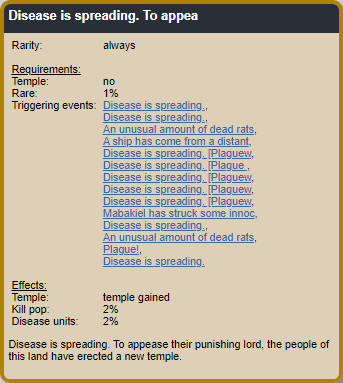 Disease is spreading. To appea
Rarity: always
Requirements:
Temple: no
Rare: 1%
Triggering events: Disease is spreading.,
Disease is spreading.,
An unusual amount of dead rats,
A ship has come from a distant,
Disease is spreading. [Plaguew,
Disease is spreading. [Plague ,
Disease is spreading. [Plaguew,
Disease is spreading. [Plaguew,
Disease is spreading. [Plaguew,
Mabakiel has struck some innoc,
Disease is spreading.,
An unusual amount of dead rats,
Plague!,
Disease is spreading.
Effects:
Temple: temple gained
Kill pop: 2%
Disease units: 2%
Disease is spreading. To appease their punishing lord, the people of
this land have erected a new temple.